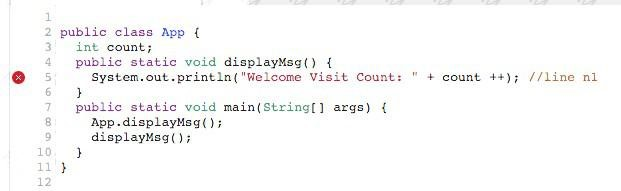 1
2 public class App {
3 int count;
4 public static void displayMsg() {
5 System.out.println("Welcome Visit Count: " + count ++); //line n1
6 }
7 public static void main(String[] args) {
8 App.displayMsg();
9 displayMsg();
10 }
11 }
12